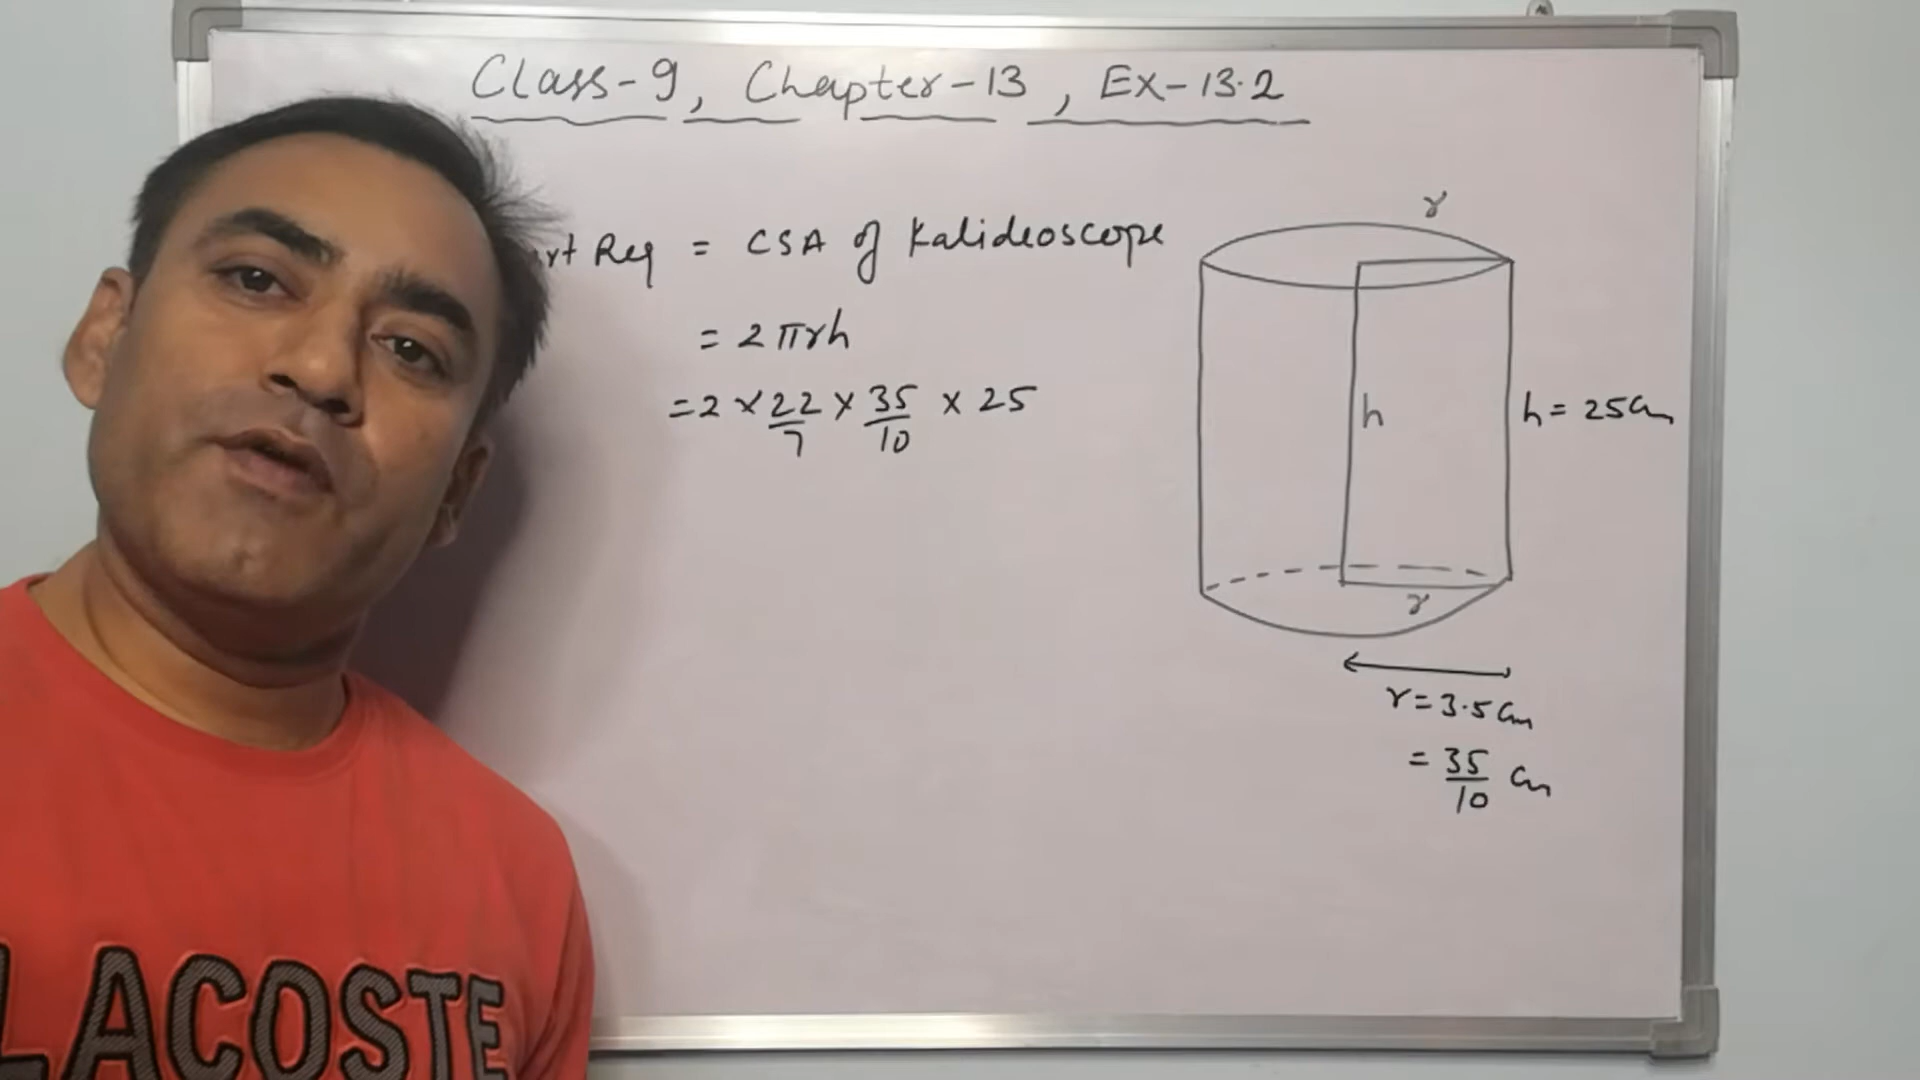 Class-9, Chapter-13, Ex-13.2
Req = CSA of Kalideoscope
= 2πrh
= 2 × 22/7 × 35/10 × 25
r
h
h = 25cm
r
r = 3.5cm
= 35/10 cm
LACOSTE